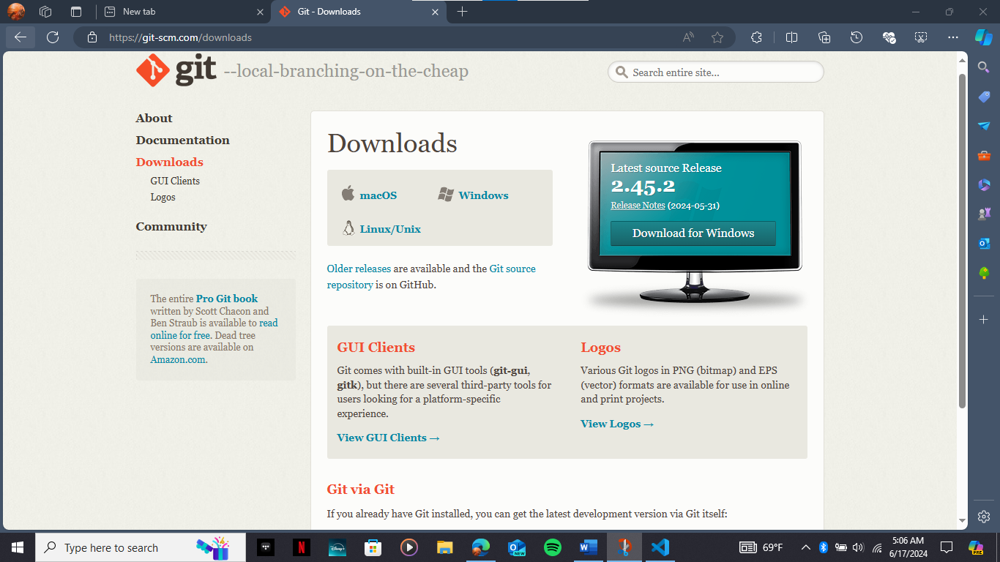 New tab
Git - Downloads
https://git-scm.com/downloads
git --local-branching-on-the-cheap
Search entire site...
About
Documentation
Downloads
GUI Clients
Logos
Community
The entire Pro Git book
written by Scott Chacon and
Ben Straub is available to read
online for free. Dead tree
versions are available on
Amazon.com.
Downloads
macOS
Windows
Linux/Unix
Older releases are available and the Git source
repository is on GitHub.
Latest source Release
2.45.2
Release Notes (2024-05-31)
Download for Windows
GUI Clients
Git comes with built-in GUI tools (git-gui,
gitk), but there are several third-party tools for
users looking for a platform-specific
experience.
View GUI Clients →
Logos
Various Git logos in PNG (bitmap) and EPS
(vector) formats are available for use in online
and print projects.
View Logos →
Git via Git
If you already have Git installed, you can get the latest development version via Git itself:
Type here to search
N
Disney+
NEW
W
69°F
5:06 AM
6/17/2024
PRE